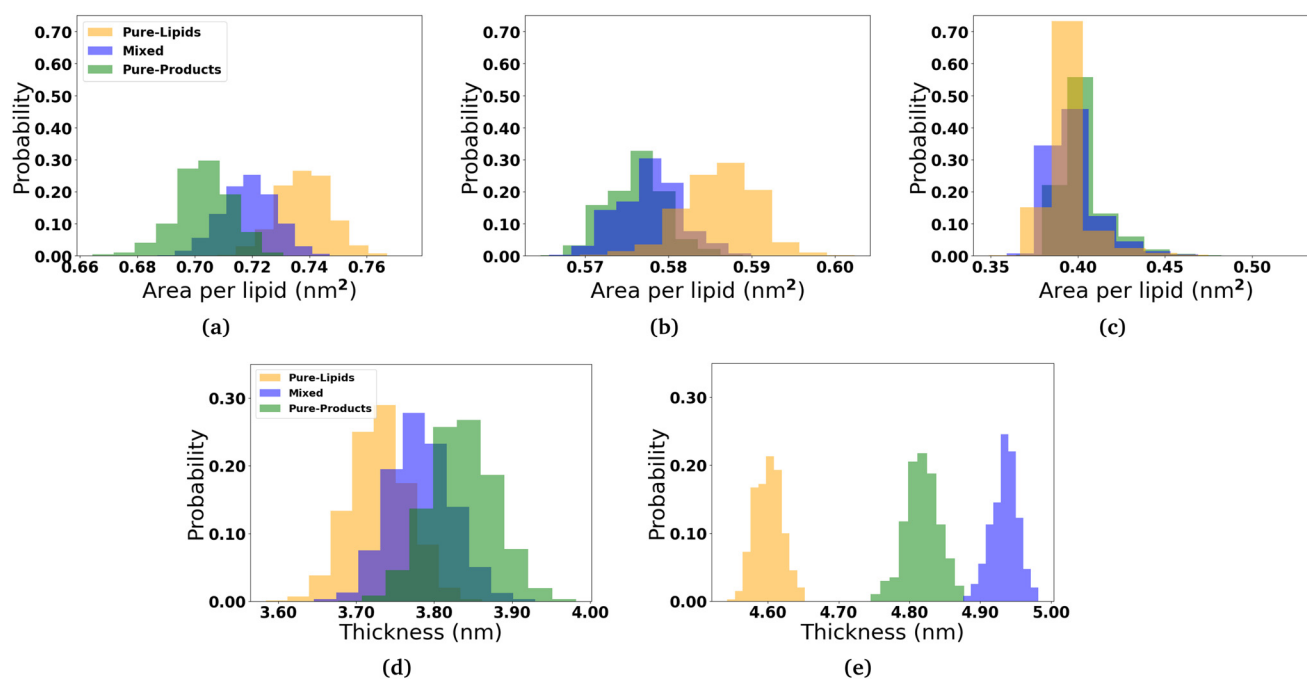 0.70
0.60
0.50
0.40
0.30
0.20
0.10
0.00
Probability
Pure-Lipids
Mixed
Pure-Products
0.66
0.70
0.72
0.74
0.76
Area per lipid (nm²)
(a)
0.70
0.60
0.50
0.40
0.30
0.20
0.10
0.00
Probability
0.57
0.58
0.59
0.60
Area per lipid (nm²)
(b)
0.70
0.60
0.50
0.40
0.30
0.20
0.10
0.00
Probability
0.35
0.40
0.45
0.50
Area per lipid (nm²)
(c)
0.30
0.20
0.10
0.00
Probability
Pure-Lipids
Mixed
Pure-Products
3.60
3.70
3.80
3.90
4.00
Thickness (nm)
(d)
0.30
0.20
0.10
0.00
Probability
4.60
4.70
4.80
4.90
5.00
Thickness (nm)
(e)